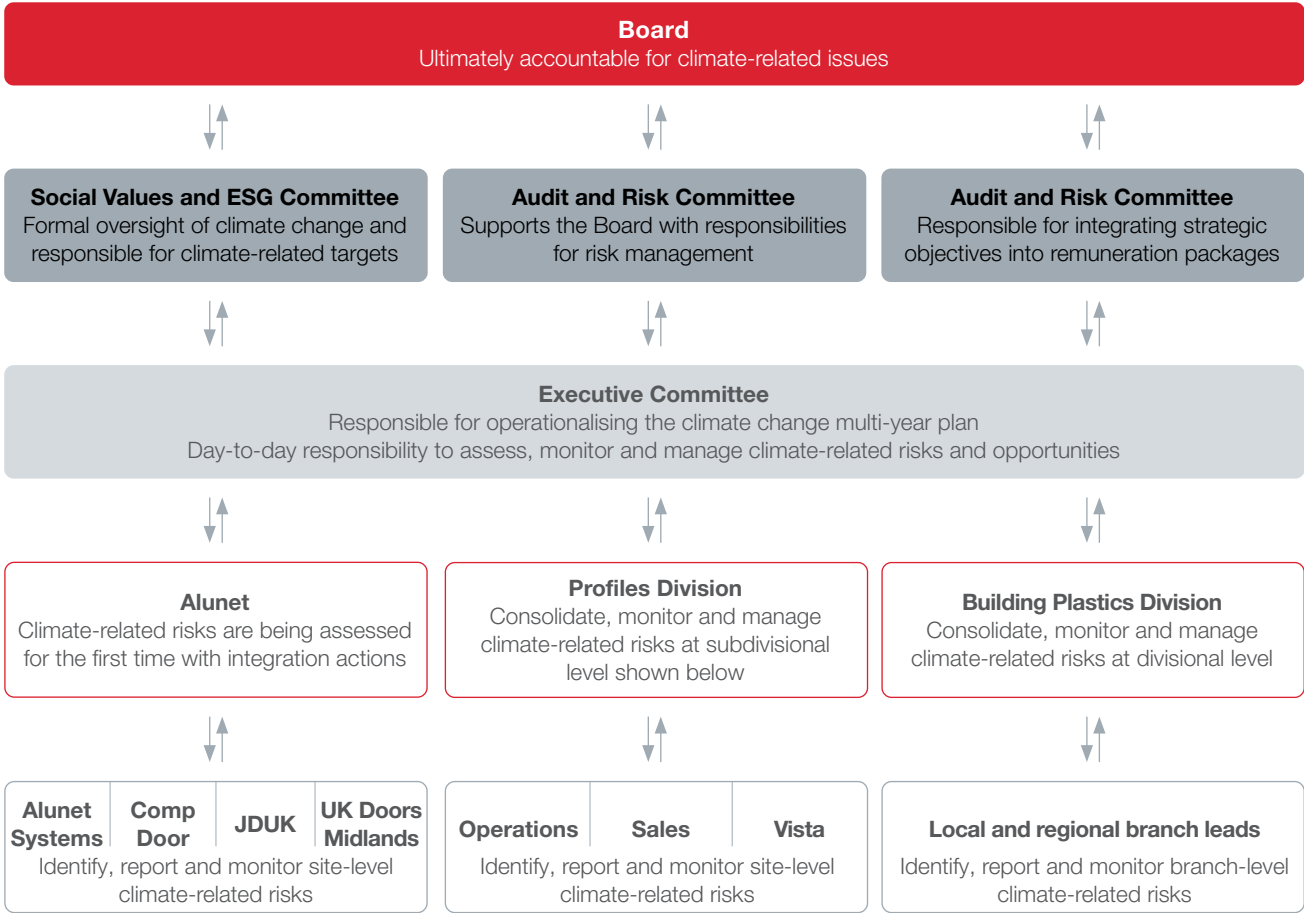 Board
Ultimately accountable for climate-related issues
Social Values and ESG Committee
Formal oversight of climate change and
responsible for climate-related targets
Audit and Risk Committee
Supports the Board with responsibilities
for risk management
Audit and Risk Committee
Responsible for integrating strategic
objectives into remuneration packages
Executive Committee
Responsible for operationalising the climate change multi-year plan
Day-to-day responsibility to assess, monitor and manage climate-related risks and opportunities
Alunet
Climate-related risks are being assessed
for the first time with integration actions
Profiles Division
Consolidate, monitor and manage
climate-related risks at subdivisional
level shown below
Building Plastics Division
Consolidate, monitor and manage
climate-related risks at divisional level
Alunet
Systems
Comp
Door
JDUK
UK Doors
Midlands
Identify, report and monitor site-level
climate-related risks
Operations
Sales
Vista
Identify, report and monitor site-level
climate-related risks
Local and regional branch leads
Identify, report and monitor branch-level
climate-related risks